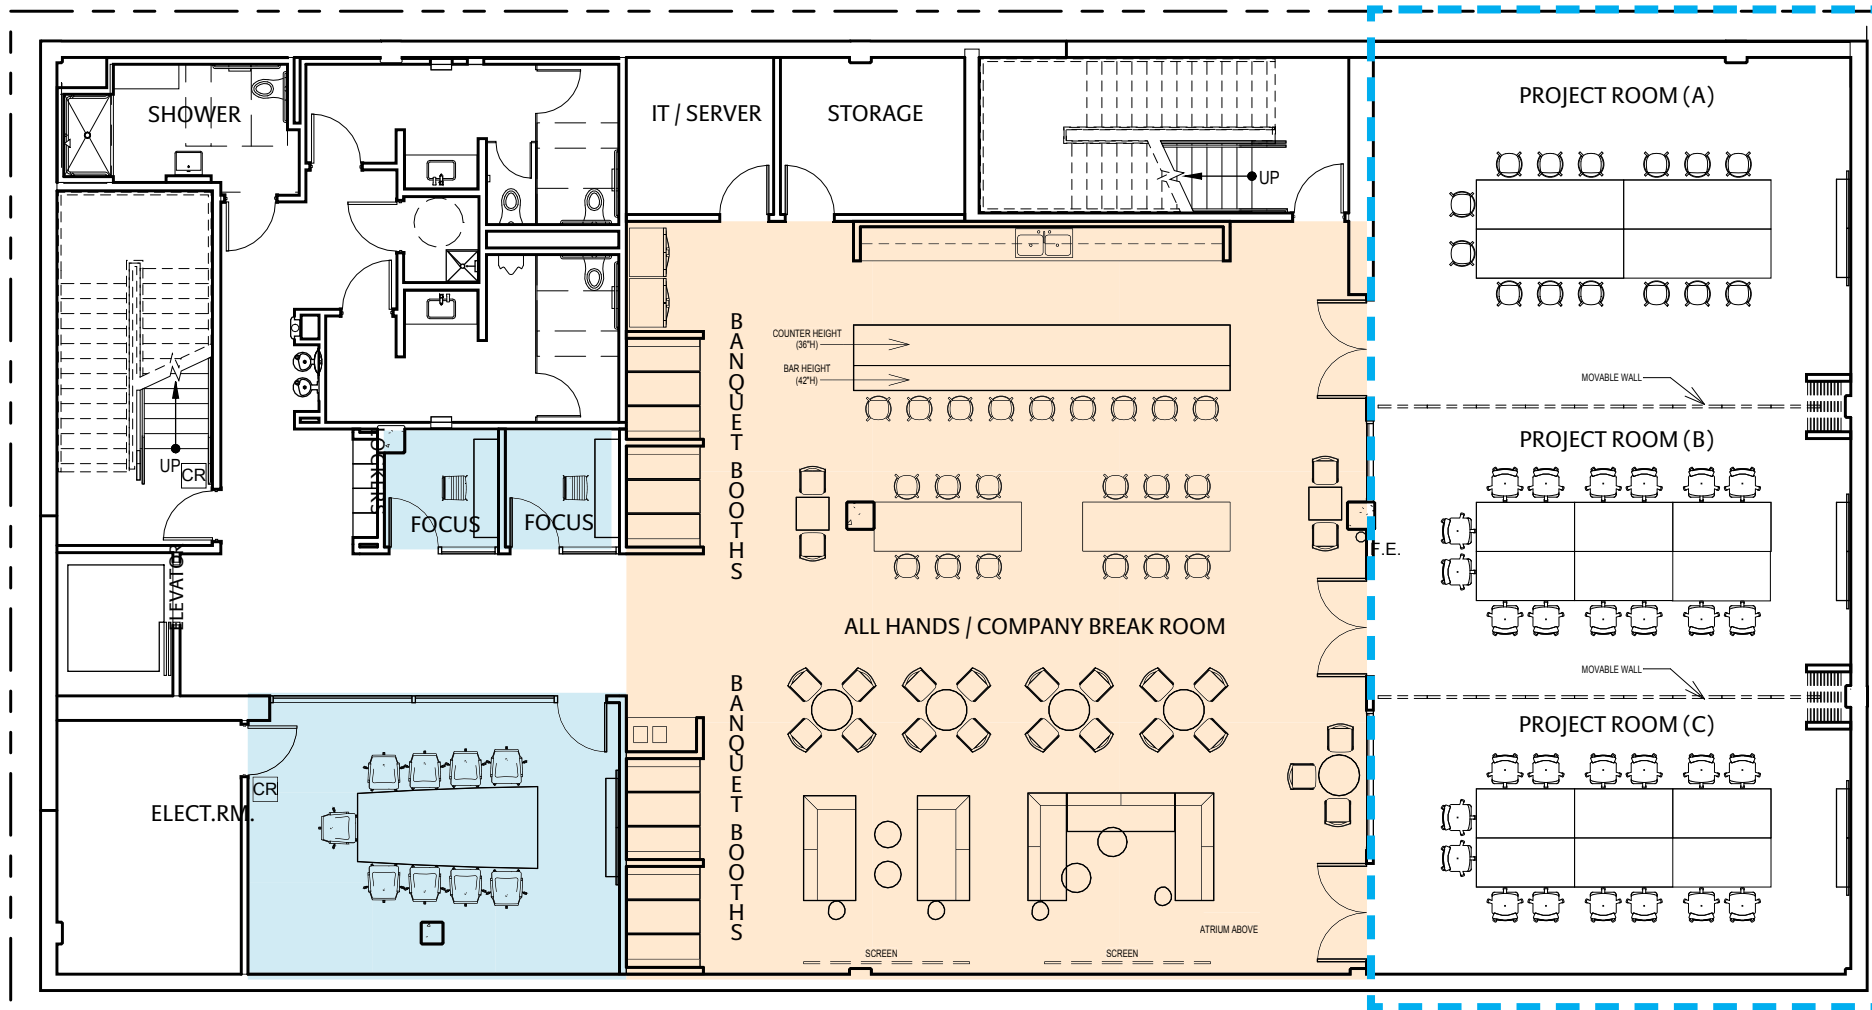 SHOWER
IT / SERVER
STORAGE
UP
PROJECT ROOM (A)
BANQUET BOOTHS
COUNTER HEIGHT
(36"H)
BAR HEIGHT
(42"H)
MOVABLE WALL
PROJECT ROOM (B)
UP
CR
LOCKERS
FOCUS
FOCUS
F.E.
ELEVATOR
ALL HANDS / COMPANY BREAK ROOM
MOVABLE WALL
BANQUET BOOTHS
PROJECT ROOM (C)
CR
ELECT.RM.
ATRIUM ABOVE
SCREEN
SCREEN